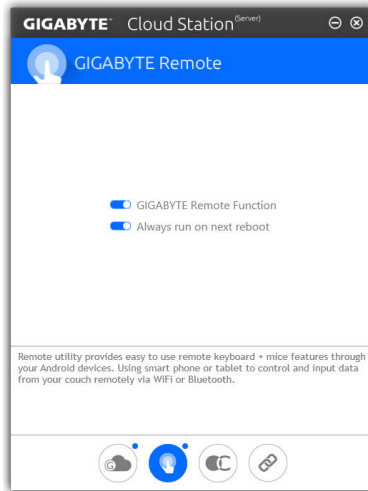 GIGABYTE™ Cloud Station (Server)
GIGABYTE Remote
GIGABYTE Remote Function
Always run on next reboot
Remote utility provides easy to use remote keyboard + mice features through
your Android devices. Using smart phone or tablet to control and input data
from your couch remotely via WiFi or Bluetooth.
G